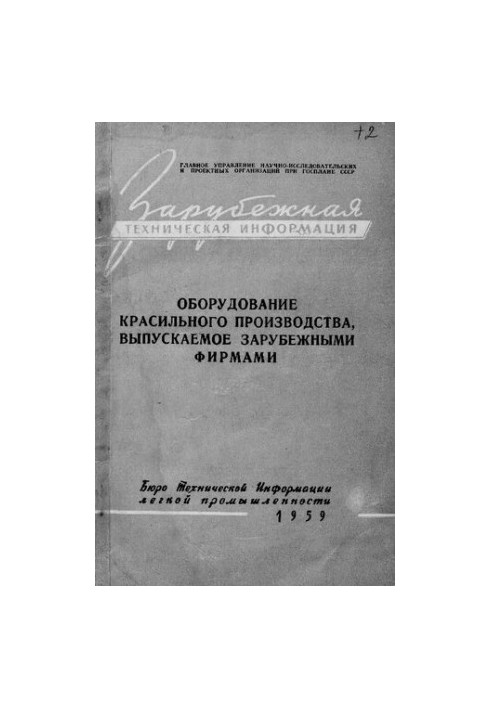 +2
ГЛАВНОЕ УПРАВЛЕНИЕ НАУЧНО-ИССЛЕДОВАТЕЛЬСКИХ
И ПРОЕКТНЫХ ОРГАНИЗАЦИЙ ПРИ ГОСПЛАНЕ СССР
Зарубежная
ТЕХНИЧЕСКАЯ ИНФОРМАЦИЯ
ОБОРУДОВАНИЕ
КРАСИЛЬНОГО ПРОИЗВОДСТВА,
ВЫПУСКАЕМОЕ ЗАРУБЕЖНЫМИ
ФИРМАМИ
Бюро Технической Информации
легкой промышленности
1959